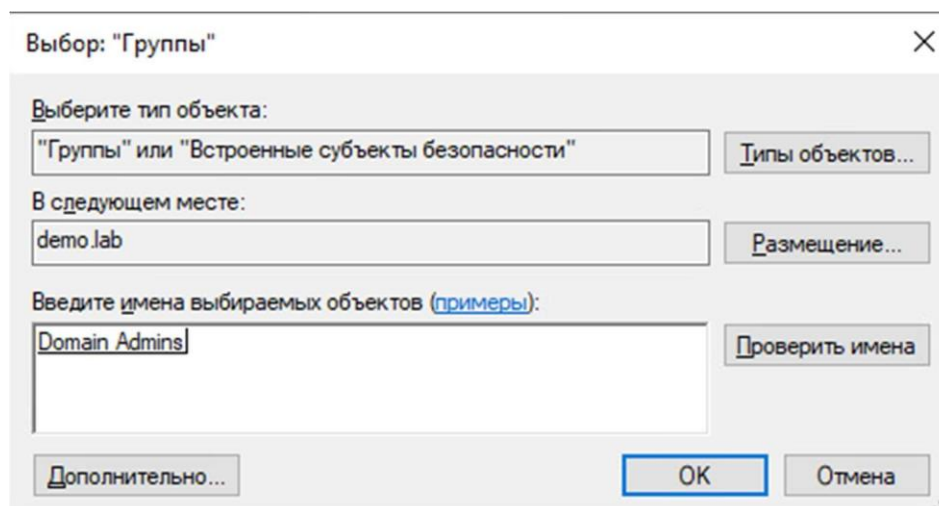 Выбор: "Группы"
Выберите тип объекта:
"Группы" или "Встроенные субъекты безопасности"
Типы объектов...
В следующем месте:
demo.lab
Размещение...
Введите имена выбираемых объектов (примеры):
Domain Admins
Проверить имена
Дополнительно...
ОК
Отмена